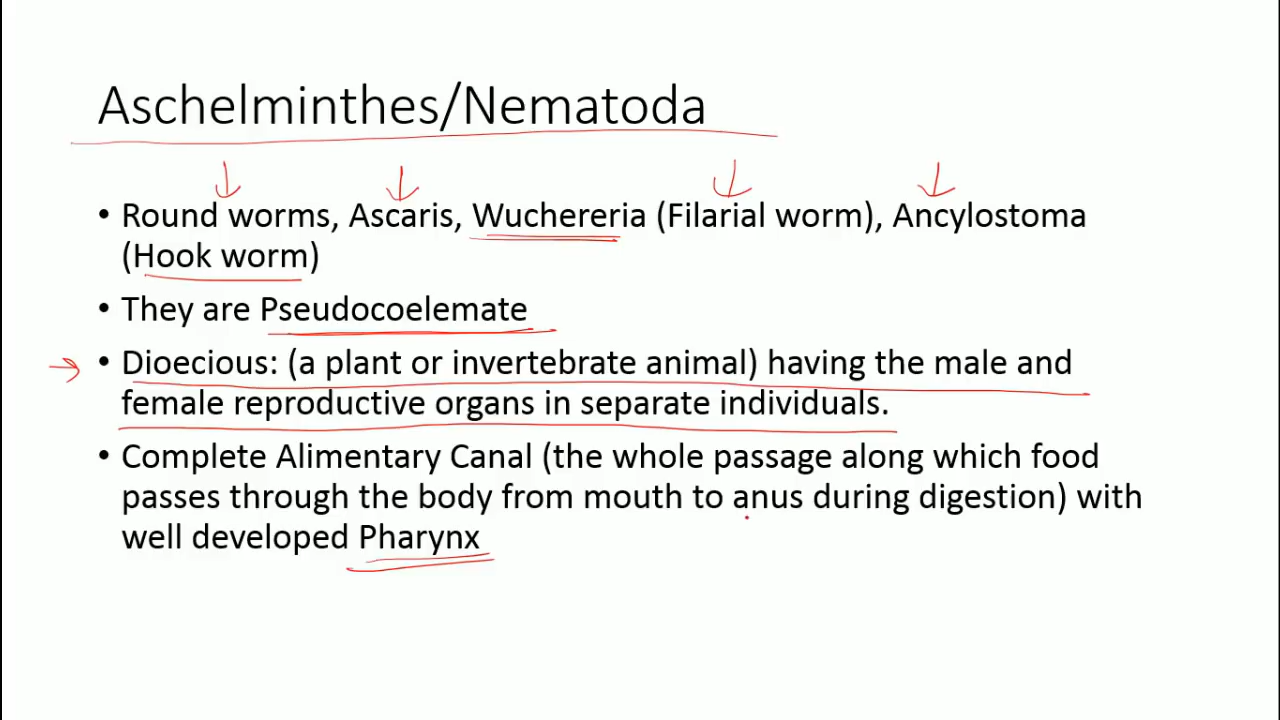 Aschelminthes/Nematoda
• Round worms, Ascaris, Wuchereria (Filarial worm), Ancylostoma
(Hook worm)
• They are Pseudocoelemate
• Dioecious: (a plant or invertebrate animal) having the male and
female reproductive organs in separate individuals.
• Complete Alimentary Canal (the whole passage along which food
passes through the body from mouth to anus during digestion) with
well developed Pharynx